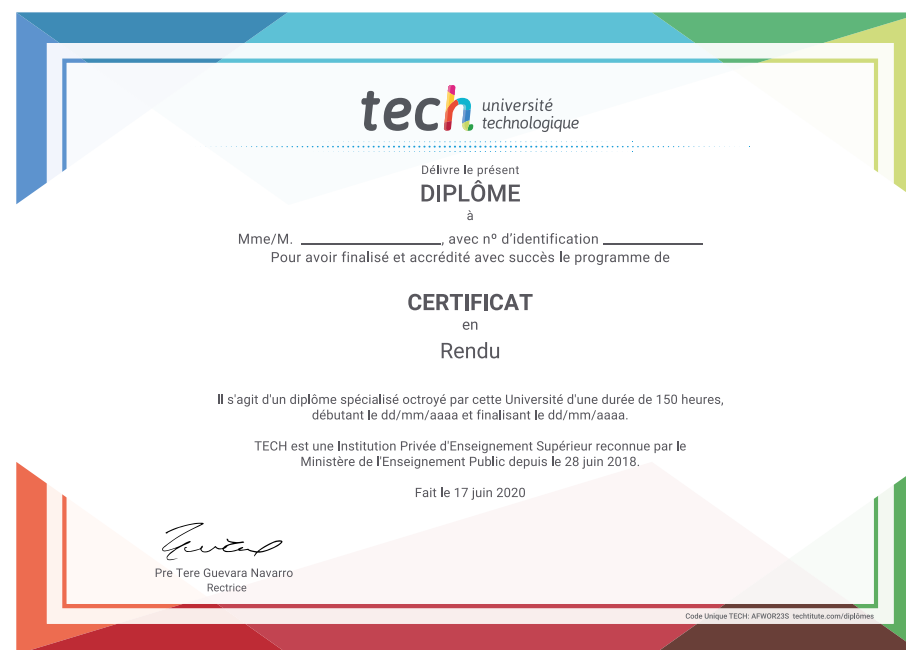 tech université
technologique
Délivre le présent
DIPLÔME
à
Mme/M. ____________________, avec nº d'identification ______________
Pour avoir finalisé et accrédité avec succès le programme de
CERTIFICAT
en
Rendu
Il s'agit d'un diplôme spécialisé octroyé par cette Université d'une durée de 150 heures,
débutant le dd/mm/aaaa et finalisant le dd/mm/aaaa.
TECH est une Institution Privée d'Enseignement Supérieur reconnue par le
Ministère de l'Enseignement Public depuis le 28 juin 2018.
Fait le 17 juin 2020
Pre Tere Guevara Navarro
Rectrice
Code Unique TECH: AFWOR23S techtitute.com/diplômes